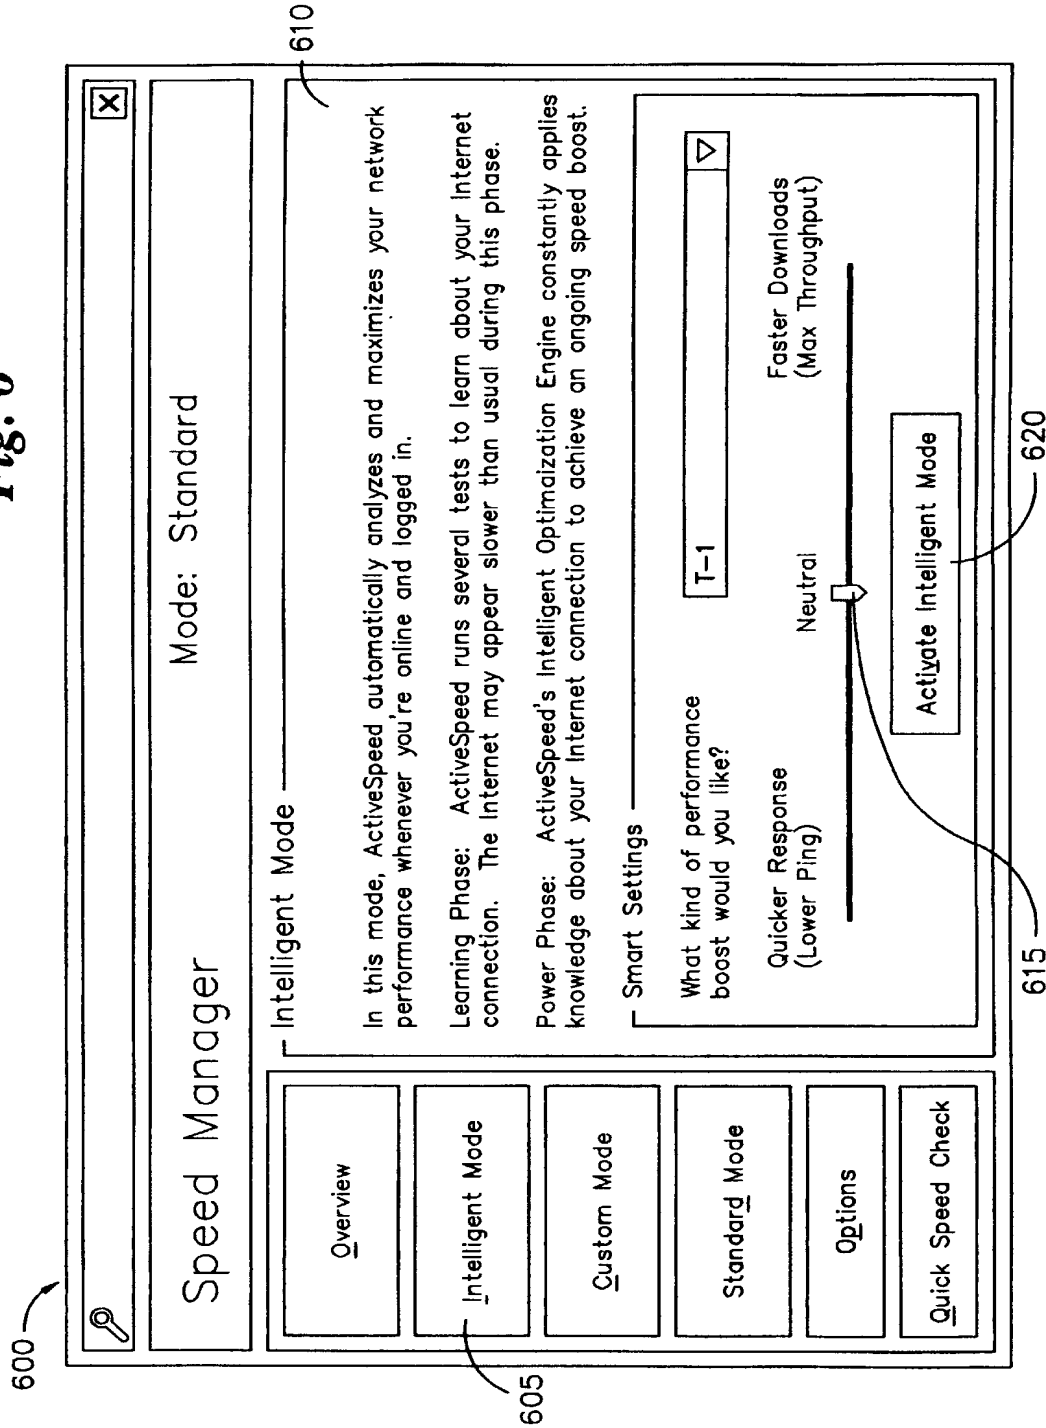 Fig. 6
600
Speed Manager
Mode: Standard
Overview
Intelligent Mode
Custom Mode
Standard Mode
Options
Quick Speed Check
605
Intelligent Mode
In this mode, ActiveSpeed automatically analyzes and maximizes your network
performance whenever you're online and logged in.
Learning Phase: ActiveSpeed runs several tests to learn about your Internet
connection. The Internet may appear slower than usual during this phase.
Power Phase: ActiveSpeed's Intelligent Optimaization Engine constantly applies
knowledge about your Internet connection to achieve an ongoing speed boost.
610
Smart Settings
What kind of performance
boost would you like?
T-1
Quicker Response
(Lower Ping)
Neutral
Faster Downloads
(Max Throughput)
Activate Intelligent Mode
615
620